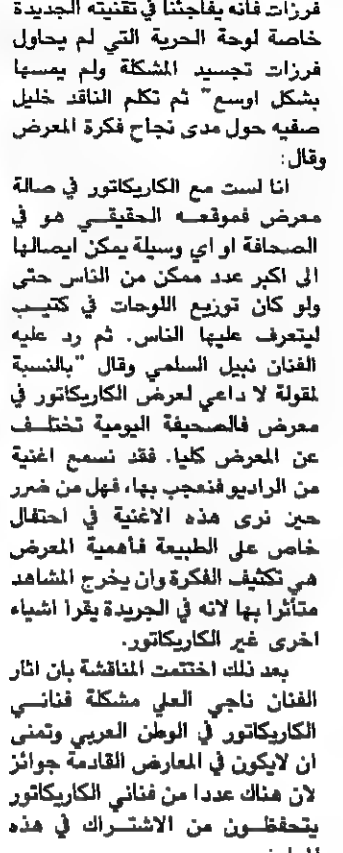 فرزات فانه يفاجئنا في تقنيته الجديدة
خاصة لوحة الحرية التي لم يحاول
فرزات تجسيد المشكلة ولم يمسها
بشكل اوسع" ثم تكلم الناقد خليل
صفيه حول مدى نجاح فكرة المعرض
وقال:
انا لست مع الكاريكاتور في صالة
معرض فموقعه الحقيقي هو في
الصحافة او اي وسيلة يمكن ايصالها
الى اكبر عدد ممكن من الناس حتى
ولو كان توزيع اللوحات في كتيب
ليتعرف عليها الناس. ثم رد عليه
الفنان نبيل السلمي وقال "بالنسبة
لمقولة لا داعي لعرض الكاريكاتور في
معرض فالصحيفة اليومية تختلف
عن المعرض كليا. فقد نسمع اغنية
من الراديو فنعجب بها، فهل من ضرر
حين نرى هذه الاغنية في احتفال
خاص على الطبيعة فأهمية المعرض
هي تكثيف الفكرة وان يخرج المشاهد
متأثرا بها لانه في الجريدة يقرا اشياء
اخرى غير الكاريكاتور.
بعد ذلك اختتمت المناقشة بان اثار
الفنان ناجي العلي مشكلة فناني
الكاريكاتور في الوطن العربي وتمنى
ان لايكون في المعارض القادمة جوائز
لان هناك عددا من فناني الكاريكاتور
يتحفظون من الاشتراك في هذه